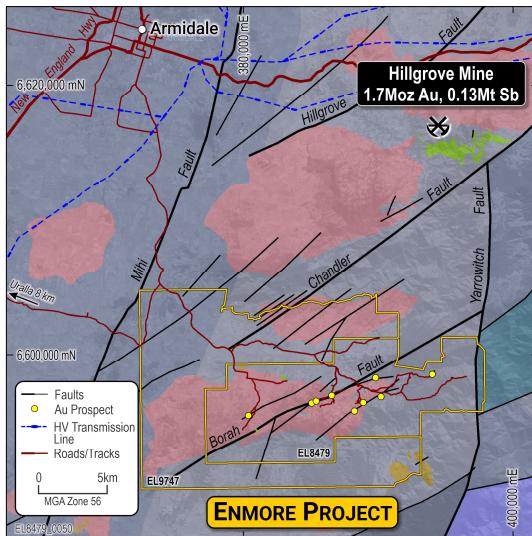 Armidale
New England Hwy
380,000 mE
Fault
6,620,000 mN
Hillgrove Mine
1.7Moz Au, 0.13Mt Sb
Hillgrove
Fault
Fault
Fault
Mihi
Chandler
Yarrowitch
Uralla 8 km
6,600,000 mN
Fault
Borah
EL8479
EL9747
Faults
Au Prospect
HV Transmission
Line
Roads/Tracks
0 5km
MGA Zone 56
ENMORE PROJECT
400,000 mE
EL8479_0050